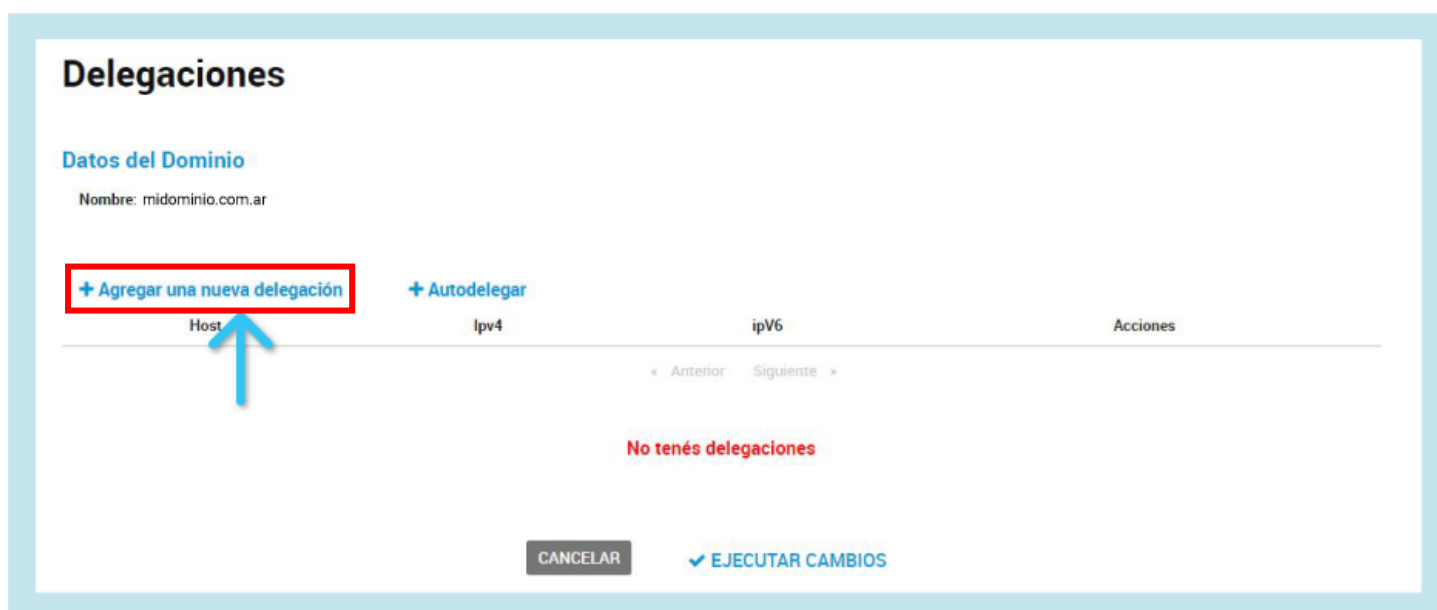 Delegaciones
Datos del Dominio
Nombre: midominio.com.ar
+ Agregar una nueva delegación + Autodelegar
Host Ipv4 ipV6 Acciones
« Anterior Siguiente »
No tenés delegaciones
CANCELAR EJECUTAR CAMBIOS